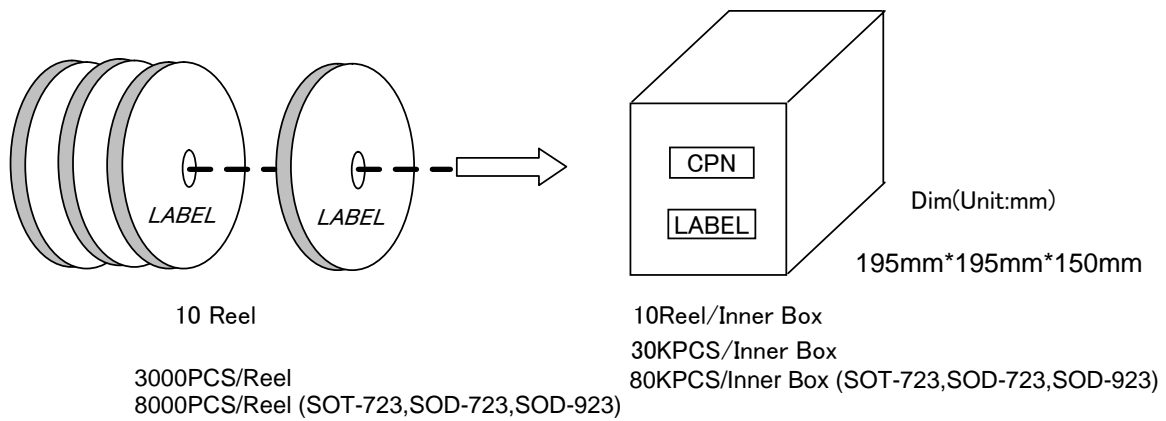 LABEL
LABEL
CPN
LABEL
Dim(Unit:mm)
195mm*195mm*150mm
10 Reel
3000PCS/Reel
8000PCS/Reel (SOT-723,SOD-723,SOD-923)
10Reel/Inner Box
30KPCS/Inner Box
80KPCS/Inner Box (SOT-723,SOD-723,SOD-923)